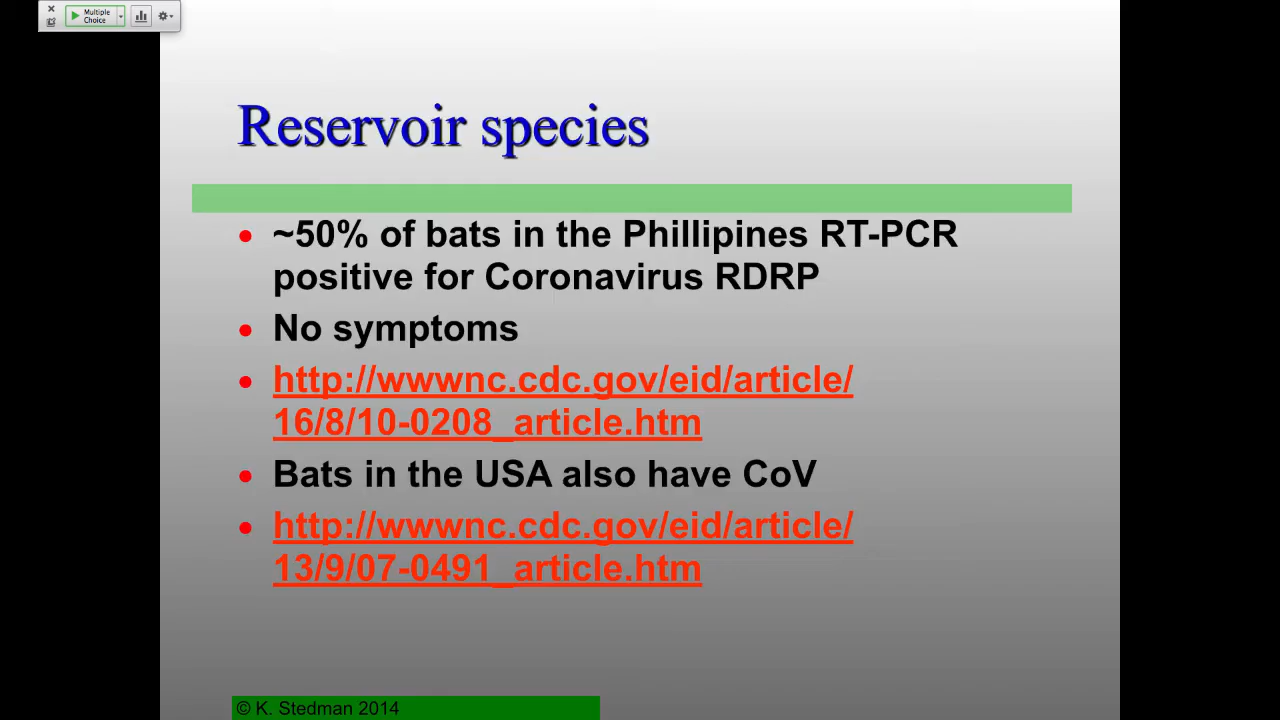 Multiple
Choice
Reservoir species
~50% of bats in the Phillipines RT-PCR
positive for Coronavirus RDRP
No symptoms
http://wwwnc.cdc.gov/eid/article/
16/8/10-0208_article.htm
Bats in the USA also have CoV
http://wwwnc.cdc.gov/eid/article/
13/9/07-0491_article.htm
© K. Stedman 2014